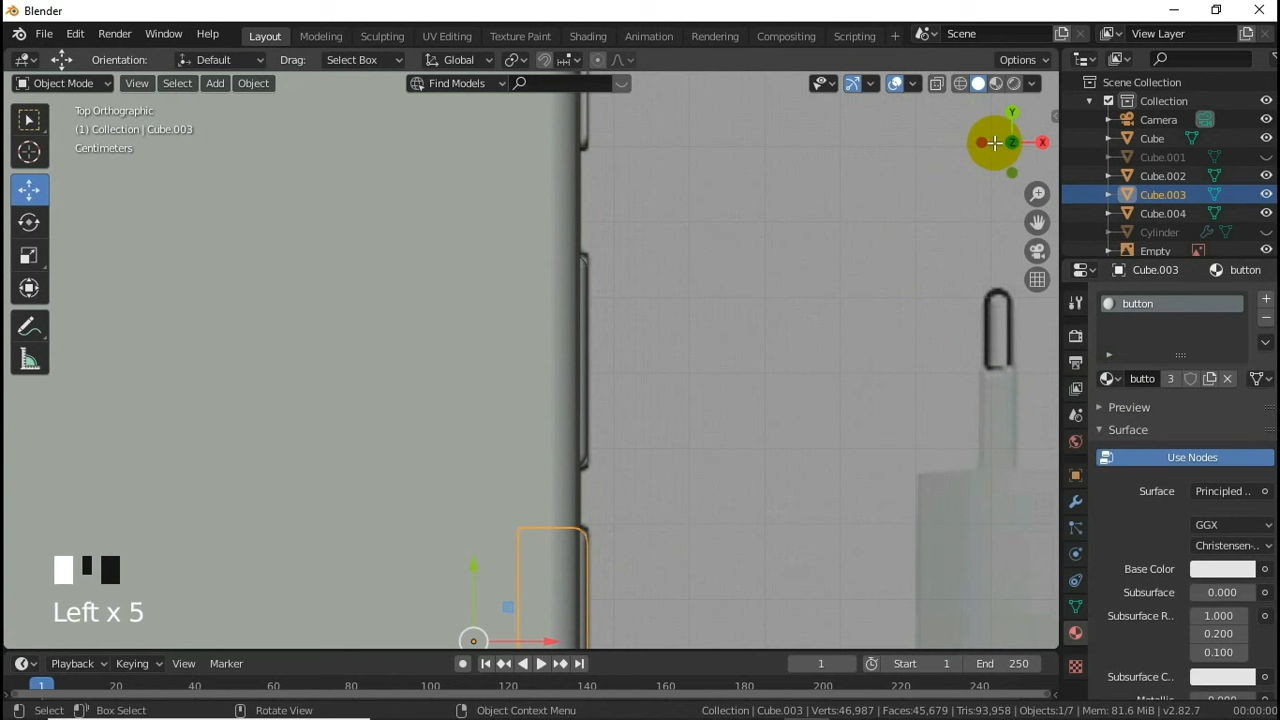 Blender
File Edit Render Window Help Layout Modeling Sculpting UV Editing Texture Paint Shading Animation Rendering Compositing Scripting + Scene View Layer
Orientation: Default Drag: Select Box Global Options
Object Mode View Select Add Object Find Models
Top Orthographic
(1) Collection | Cube.003
Centimeters
Y
X
Z
Scene Collection
Collection
Camera
Cube
Cube.001
Cube.002
Cube.003
Cube.004
Cylinder
Empty
Cube.003 button
button
butto 3
Preview
Surface
Use Nodes
Surface Principled ..
GGX
Christensen-..
Base Color
Subsurface 0.000
Subsurface R.. 1.000
0.200
0.100
Subsurface C..
Left x 5
Playback Keying View Marker 1 Start 1 End 250
1 20 40 60 80 100 120 140 160 180 200 220 240
Select Box Select Rotate View Object Context Menu Collection | Cube.003 | Verts:46,987 | Faces:45,679 | Tris:93,958 | Objects:1/7 | Mem: 81.6 MiB | v2.82.7